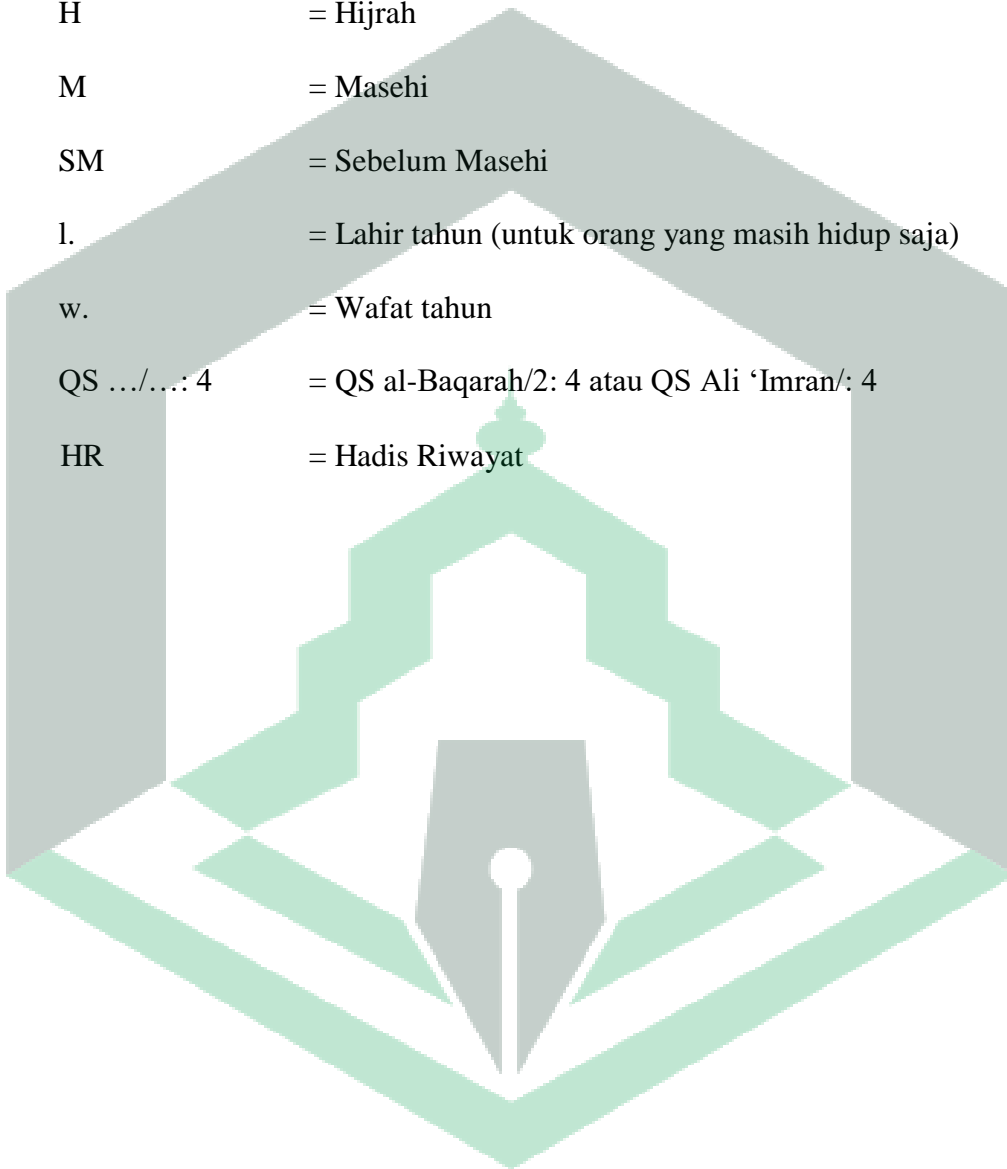 H = Hijrah
M = Masehi
SM = Sebelum Masehi
l. = Lahir tahun (untuk orang yang masih hidup saja)
w. = Wafat tahun
QS …/…: 4 = QS al-Baqarah/2: 4 atau QS Ali ‘Imran/: 4
HR = Hadis Riwayat